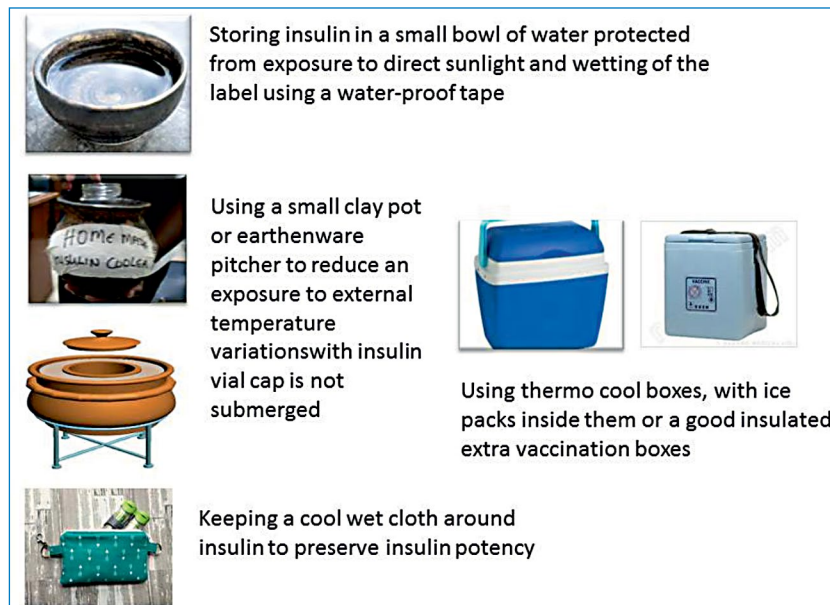 Storing insulin in a small bowl of water protected
from exposure to direct sunlight and wetting of the
label using a water-proof tape
HOME MADE
INSULIN COOLER
Using a small clay pot
or earthenware
pitcher to reduce an
exposure to external
temperature
variationswith insulin
vial cap is not
submerged
VACCINE
Using thermo cool boxes, with ice
packs inside them or a good insulated
extra vaccination boxes
Keeping a cool wet cloth around
insulin to preserve insulin potency